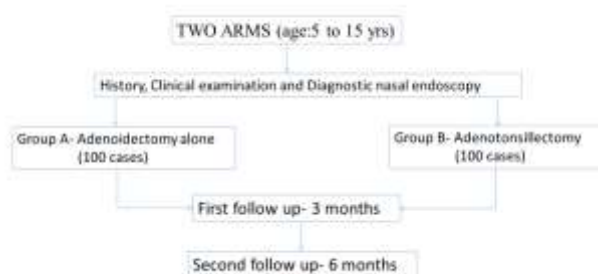 TWO ARMS (age:5 to 15 yrs)
History, Clinical examination and Diagnostic nasal endoscopy
Group A- Adenoidectomy alone
(100 cases)
Group B- Adenotonsillectomy
(100 cases)
First follow up- 3 months
Second follow up- 6 months